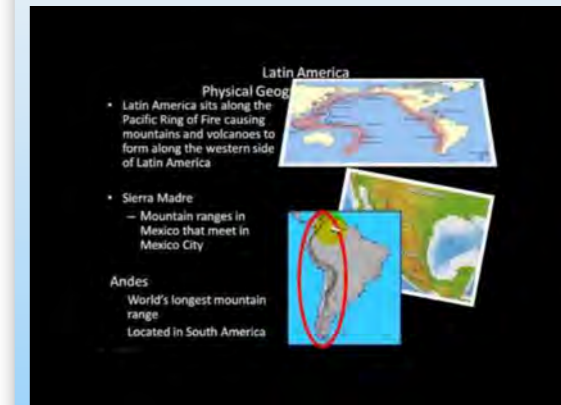 Latin America
Physical Geog
• Latin America sits along the
Pacific Ring of Fire causing
mountains and volcanoes to
form along the western side
of Latin America
• Sierra Madre
– Mountain ranges in
Mexico that meet in
Mexico City
Andes
World's longest mountain
range
Located in South America